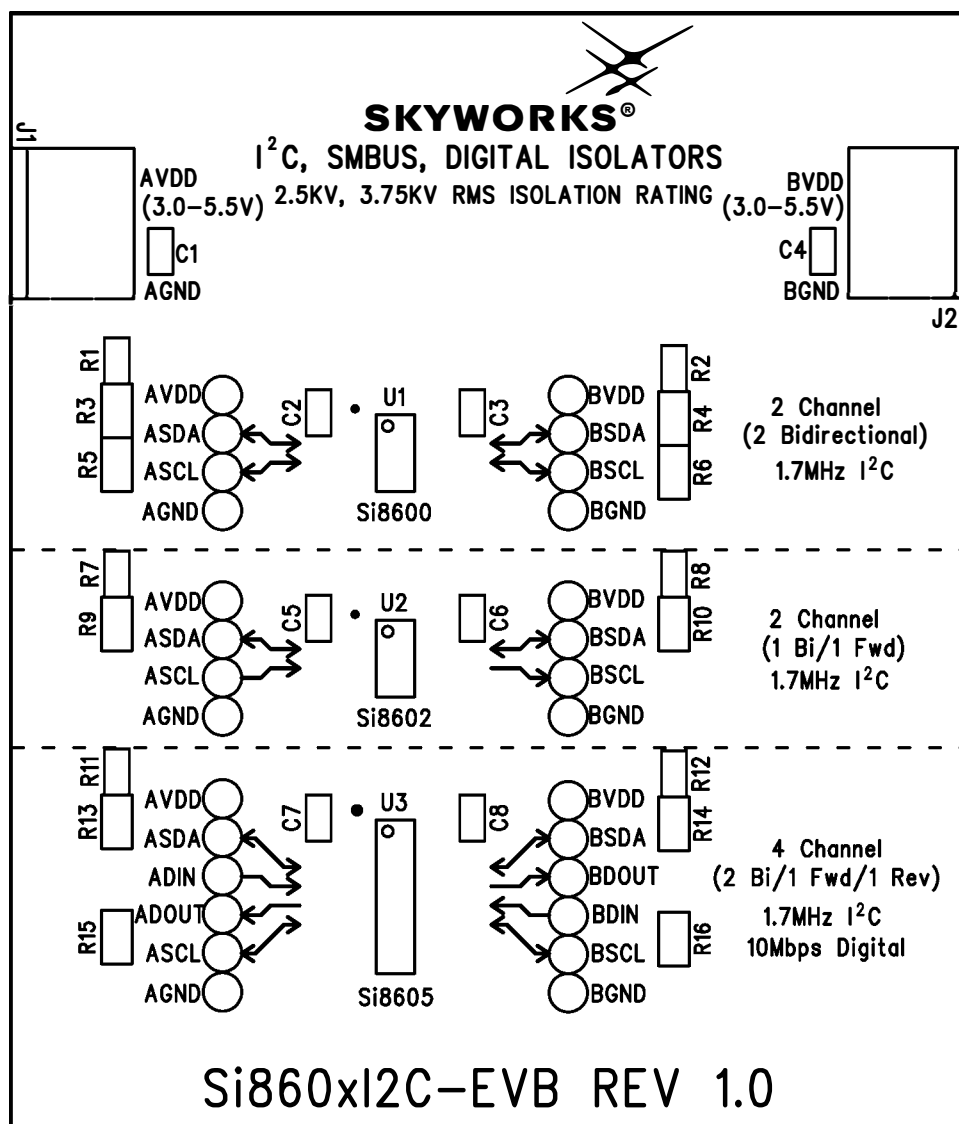 SKYWORKS®
I²C, SMBUS, DIGITAL ISOLATORS
2.5KV, 3.75KV RMS ISOLATION RATING
J1
AVDD
(3.0-5.5V)
C1
AGND
BVDD
(3.0-5.5V)
C4
BGND
J2
R1
R3
R5
AVDD
ASDA
ASCL
AGND
C2
U1
Si8600
C3
BVDD
BSDA
BSCL
BGND
R2
R4
R6
2 Channel
(2 Bidirectional)
1.7MHz I²C
R7
R9
AVDD
ASDA
ASCL
AGND
C5
U2
Si8602
C6
BVDD
BSDA
BSCL
BGND
R8
R10
2 Channel
(1 Bi/1 Fwd)
1.7MHz I²C
R11
R13
R15
AVDD
ASDA
ADIN
ADOUT
ASCL
AGND
C7
U3
Si8605
C8
BVDD
BSDA
BDOUT
BDIN
BSCL
BGND
R12
R14
R16
4 Channel
(2 Bi/1 Fwd/1 Rev)
1.7MHz I²C
10Mbps Digital
Si860xI2C-EVB REV 1.0